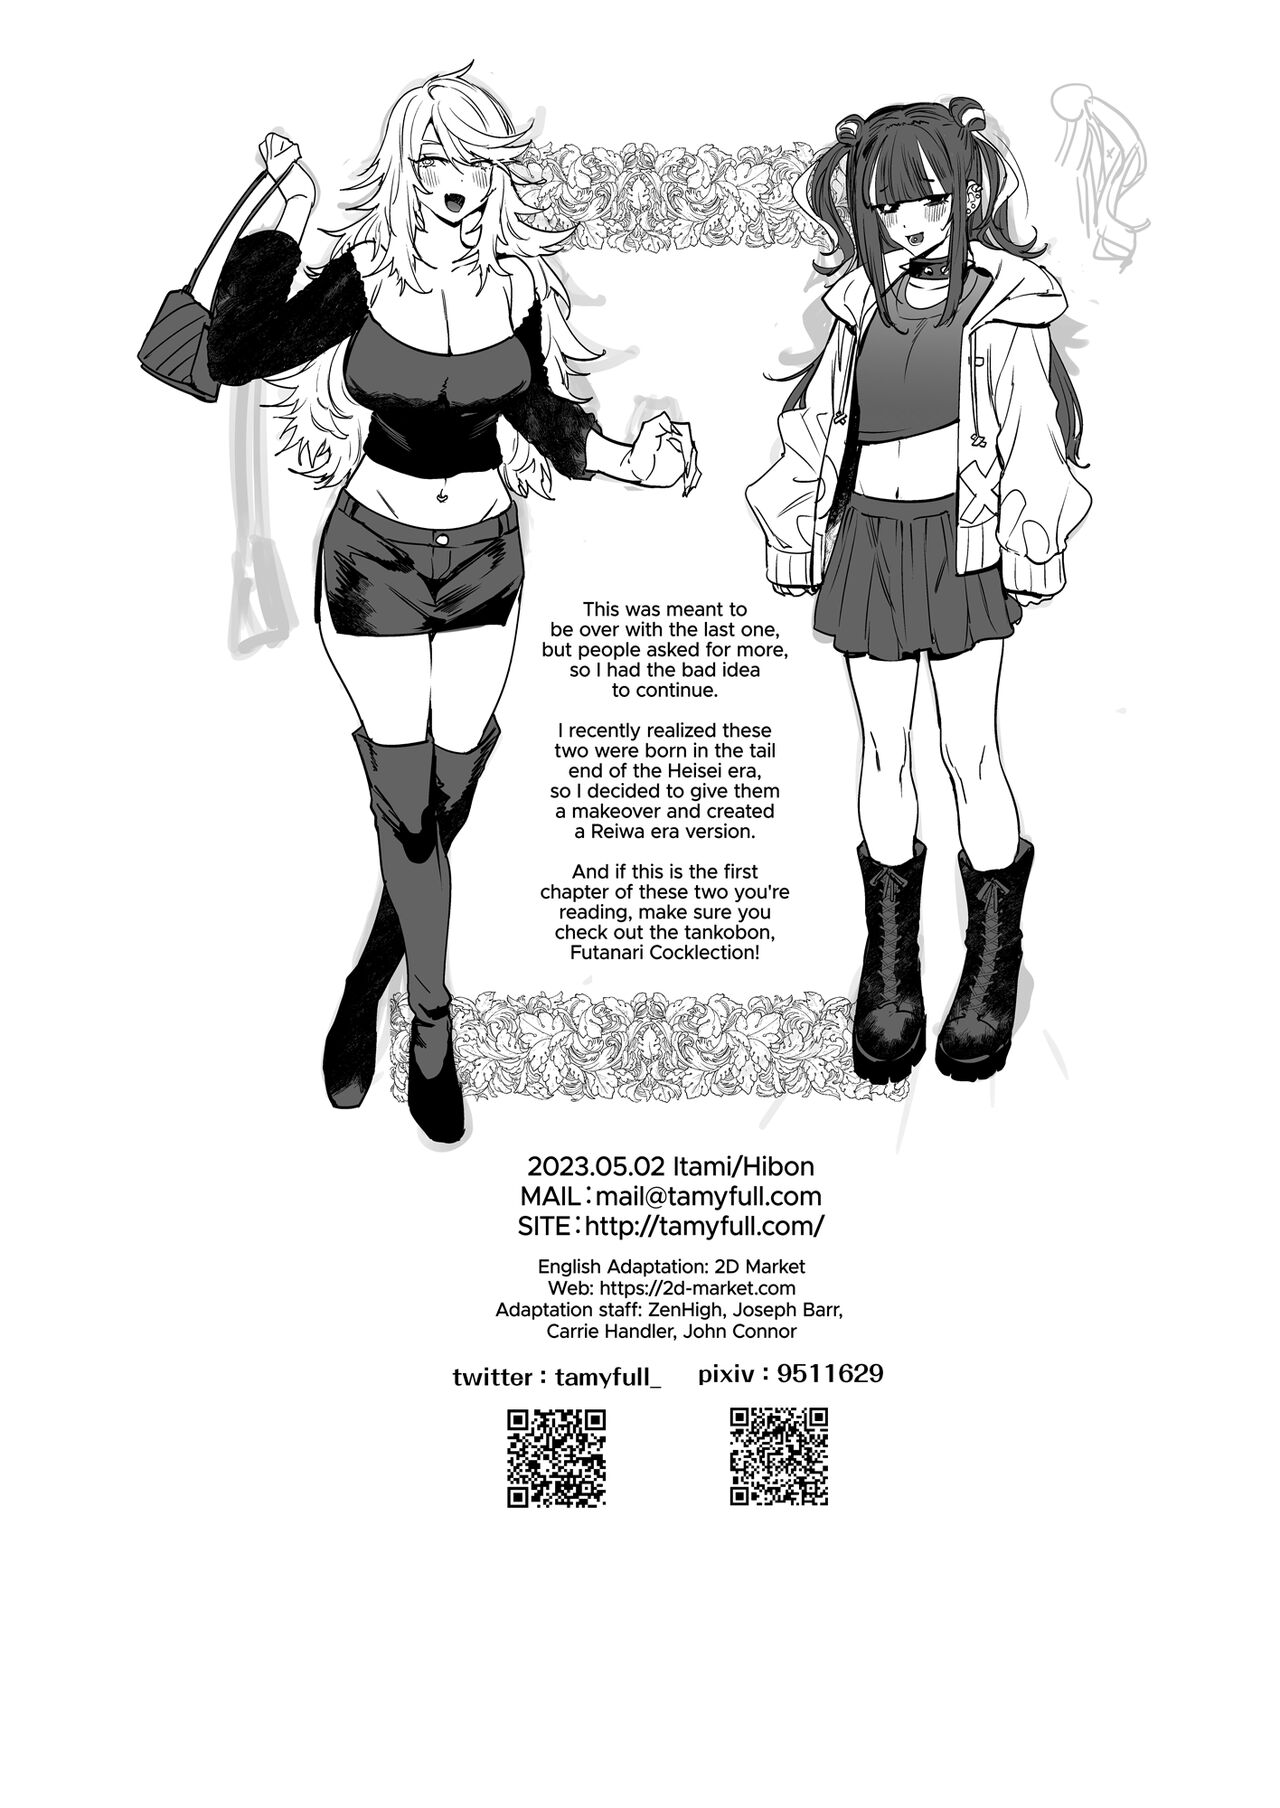 This was meant to
be over with the last one,
but people asked for more,
so I had the bad idea
to continue.
I recently realized these
two were born in the tail
end of the Heisei era,
so I decided to give them
a makeover and created
a Reiwa era version.
And if this is the first
chapter of these two you're
reading, make sure you
check out the tankobon,
Futanari Cocklection!
2023.05.02 Itami/Hibon
MAIL:mail@tamyfull.com
SITE:http://tamyfull.com/
English Adaptation: 2D Market
Web: https://2d-market.com
Adaptation staff: ZenHigh, Joseph Barr,
Carrie Handler, John Connor
twitter : tamyfull_
pixiv : 9511629